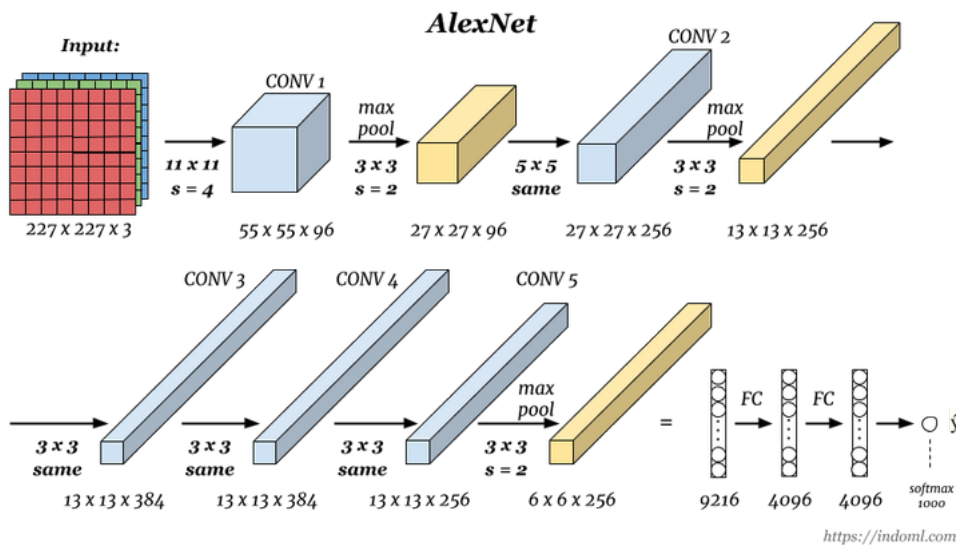 AlexNet
Input:
CONV 1
CONV 2
max
pool
max
pool
11 x 11
s = 4
3 x 3
s = 2
5 x 5
same
3 x 3
s = 2
227 x 227 x 3
55 x 55 x 96
27 x 27 x 96
27 x 27 x 256
13 x 13 x 256
CONV 3
CONV 4
CONV 5
max
pool
FC
FC
=
ŷ
3 x 3
same
3 x 3
same
3 x 3
same
3 x 3
s = 2
13 x 13 x 384
13 x 13 x 384
13 x 13 x 256
6 x 6 x 256
9216
4096
4096
softmax
1000
https://indoml.com